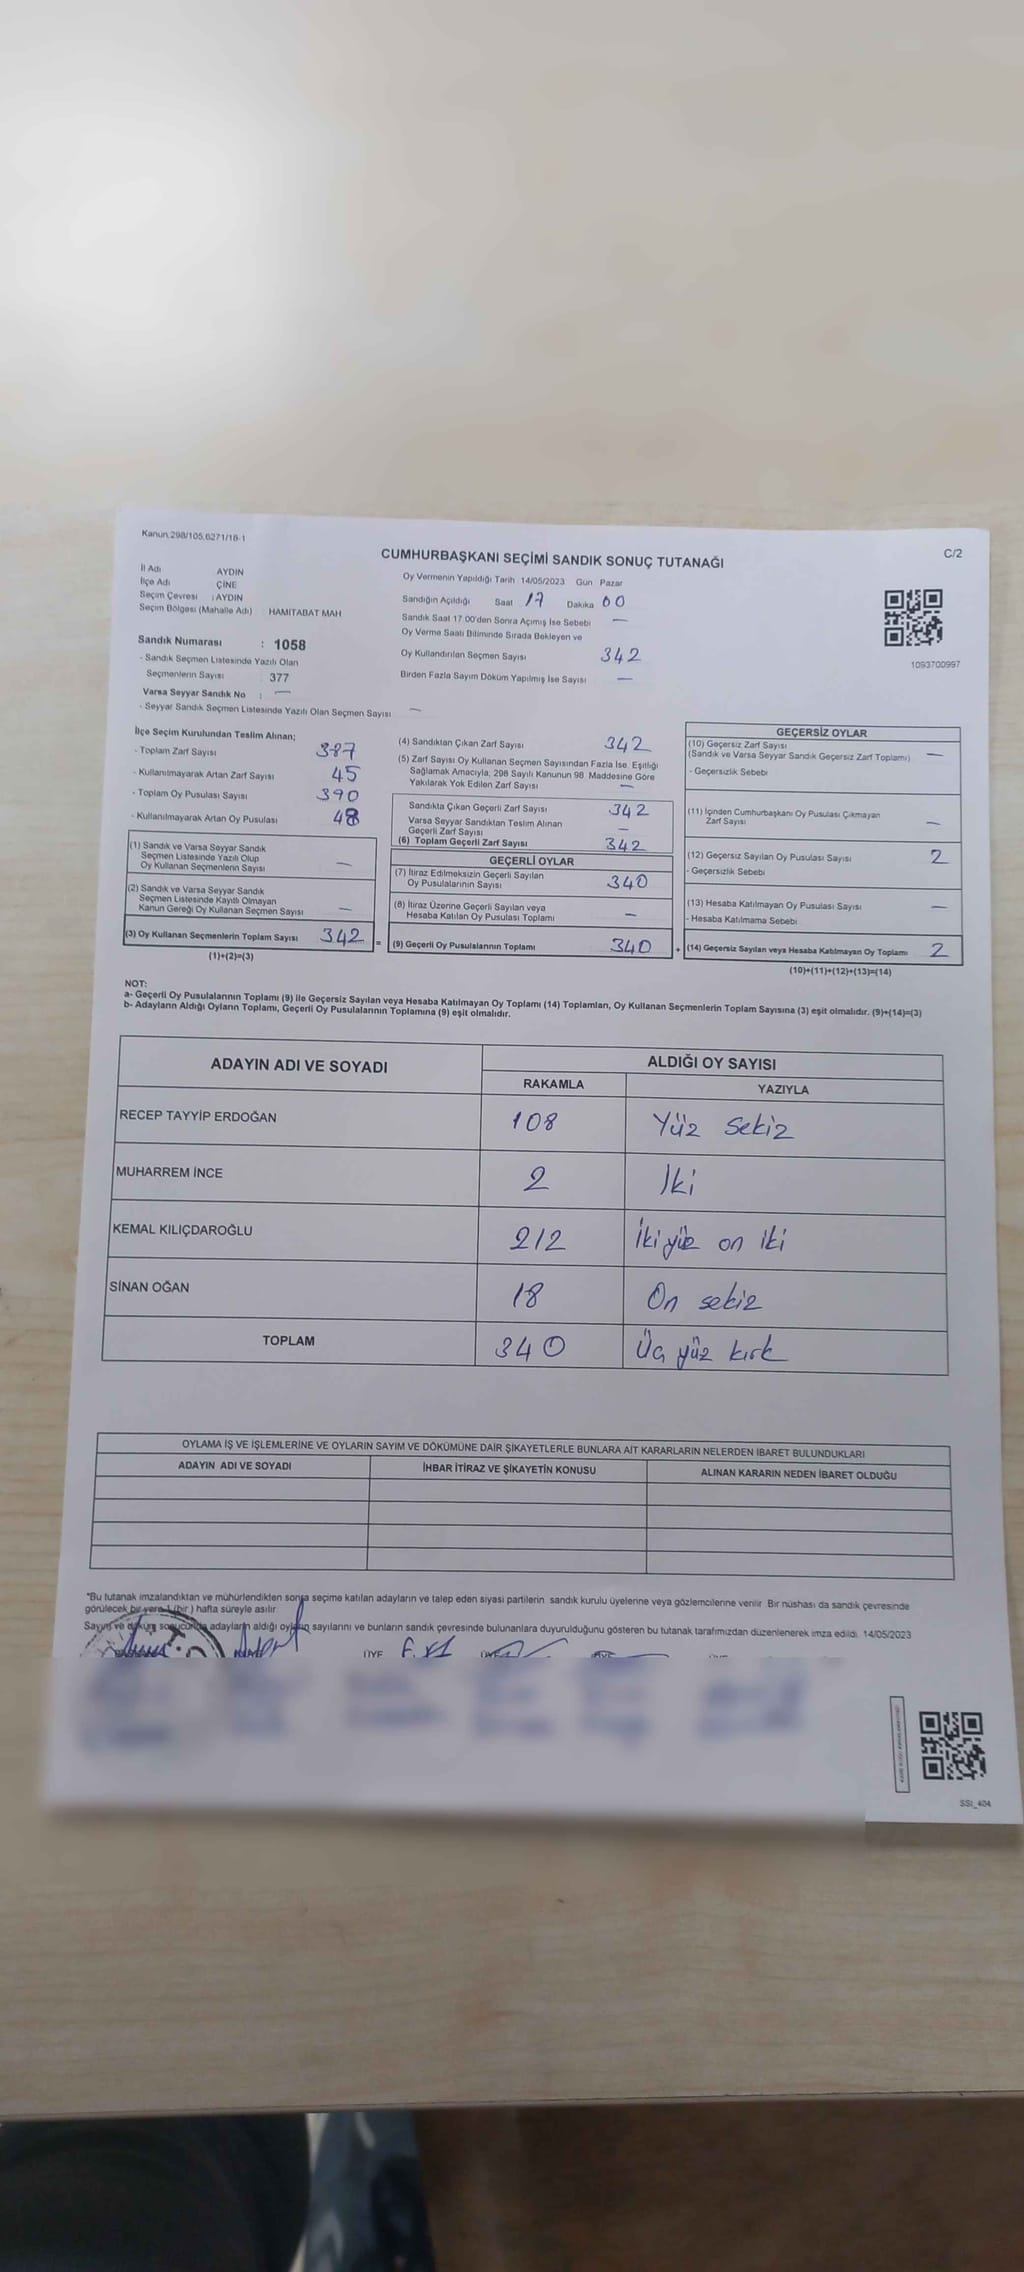 Kanun.298/105,6271/16-1
C/2
CUMHURBAŞKANI SEÇİMİ SANDIK SONUÇ TUTANAĞI
İl Adı AYDIN
İlçe Adı ÇİNE
Seçim Çevresi : AYDIN
Seçim Bölgesi (Mahalle Adı) : HAMITABAT MAH
Oy Vermenin Yapıldığı Tarih 14/05/2023 Gün Pazar
Sandığın Açıldığı Saat 17 Dakika 00
Sandık Saat 17.00'den Sonra Açımış İse Sebebi —
Oy Verme Saati Bitiminde Sırada Bekleyen ve
Oy Kullandırılan Seçmen Sayısı 342
Birden Fazla Sayım Döküm Yapılmış İse Sayısı —
1093700997
Sandık Numarası : 1058
- Sandık Seçmen Listesinde Yazılı Olan
Seçmenlerin Sayısı : 377
Varsa Seyyar Sandık No : —
- Seyyar Sandık Seçmen Listesinde Yazılı Olan Seçmen Sayısı —
İlçe Seçim Kurulundan Teslim Alınan;
- Toplam Zarf Sayısı 387
- Kullanılmayarak Artan Zarf Sayısı 45
- Toplam Oy Pusulası Sayısı 390
- Kullanılmayarak Artan Oy Pusulası 48
(1) Sandık ve Varsa Seyyar Sandık
Seçmen Listesinde Yazılı Olup
Oy Kullanan Seçmenlerin Sayısı —
(2) Sandık ve Varsa Seyyar Sandık
Seçmen Listesinde Kayıtlı Olmayan
Kanun Gereği Oy Kullanan Seçmen Sayısı —
(3) Oy Kullanan Seçmenlerin Toplam Sayısı 342 =
(1)+(2)=(3)
(4) Sandıktan Çıkan Zarf Sayısı 342
(5) Zarf Sayısı Oy Kullanan Seçmen Sayısından Fazla İse, Eşitliği
Sağlamak Amacıyla, 298 Sayılı Kanunun 98. Maddesine Göre
Yakılarak Yok Edilen Zarf Sayısı —
Sandıkta Çıkan Geçerli Zarf Sayısı 342
Varsa Seyyar Sandıktan Teslim Alınan
Geçerli Zarf Sayısı —
(6) Toplam Geçerli Zarf Sayısı 342
GEÇERLİ OYLAR
(7) İtiraz Edilmeksizin Geçerli Sayılan
Oy Pusulalarının Sayısı 340
(8) İtiraz Üzerine Geçerli Sayılan veya
Hesaba Katılan Oy Pusulası Toplamı —
(9) Geçerli Oy Pusulalarının Toplamı 340 +
GEÇERSİZ OYLAR
(10) Geçersiz Zarf Sayısı —
(Sandık ve Varsa Seyyar Sandık Geçersiz Zarf Toplamı)
- Geçersizlik Sebebi
(11) İçinden Cumhurbaşkanı Oy Pusulası Çıkmayan
Zarf Sayısı —
(12) Geçersiz Sayılan Oy Pusulası Sayısı 2
- Geçersizlik Sebebi
(13) Hesaba Katılmayan Oy Pusulası Sayısı —
- Hesaba Katılmama Sebebi
(14) Geçersiz Sayılan veya Hesaba Katılmayan Oy Toplamı 2
(10)+(11)+(12)+(13)=(14)
NOT:
a- Geçerli Oy Pusulalarının Toplamı (9) ile Geçersiz Sayılan veya Hesaba Katılmayan Oy Toplamı (14) Toplamları, Oy Kullanan Seçmenlerin Toplam Sayısına (3) eşit olmalıdır. (9)+(14)=(3)
b- Adayların Aldığı Oyların Toplamı, Geçerli Oy Pusulalarının Toplamına (9) eşit olmalıdır.
ADAYIN ADI VE SOYADI ALDIĞI OY SAYISI
RAKAMLA YAZIYLA
RECEP TAYYİP ERDOĞAN 108 Yüz Sekiz
MUHARREM İNCE 2 İki
KEMAL KILIÇDAROĞLU 212 İkiyüz on iki
SİNAN OĞAN 18 On sekiz
TOPLAM 340 Üç yüz kırk
OYLAMA İŞ VE İŞLEMLERİNE VE OYLARIN SAYIM VE DÖKÜMÜNE DAİR ŞİKAYETLERLE BUNLARA AİT KARARLARIN NELERDEN İBARET BULUNDUKLARI
ADAYIN ADI VE SOYADI İHBAR İTİRAZ VE ŞİKAYETİN KONUSU ALINAN KARARIN NEDEN İBARET OLDUĞU
*Bu tutanak imzalandıktan ve mühürlendikten sonra seçime katılan adayların ve talep eden siyasi partilerin sandık kurulu üyelerine ve/veya gözlemcilerine verilir. Bir nüshası da sandık çevresinde
görülecek bir yere 1 (bir ) hafta süreyle asılır.
Sayım ve döküm sonucunda adayların aldığı oyların sayılarını ve bunların sandık çevresinde bulunanlara duyurulduğunu gösteren bu tutanak tarafımızdan düzenlenerek imza edildi. 14/05/2023
ÜYE ÜYE ÜYE
SSI_404